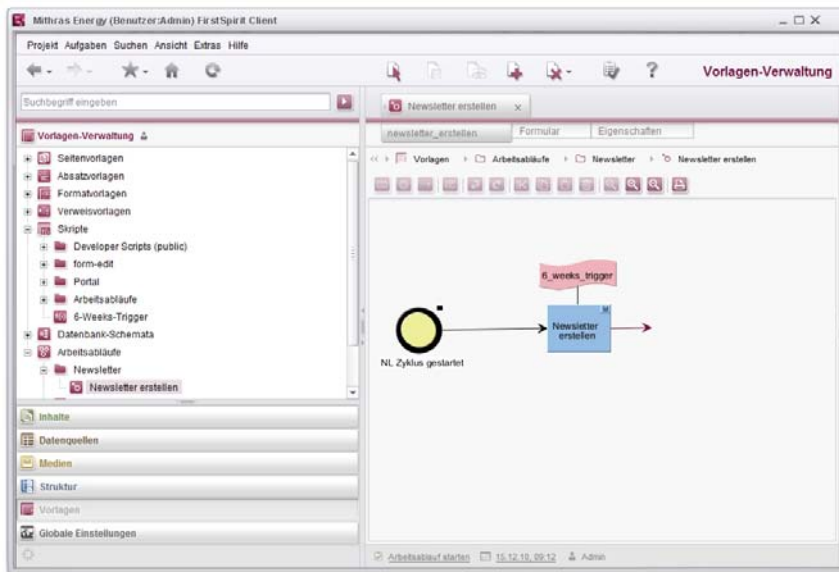 Mithras Energy (Benutzer:Admin) FirstSpirit Client
Projekt Aufgaben Suchen Ansicht Extras Hilfe
Vorlagen-Verwaltung
Suchbegriff eingeben
Vorlagen-Verwaltung
Seitenvorlagen
Absatzvorlagen
Formatvorlagen
Verweisvorlagen
Skripte
Developer Scripts (public)
form-edit
Portal
Arbeitsabläufe
6-Weeks-Trigger
Datenbank-Schemata
Arbeitsabläufe
Newsletter
Newsletter erstellen
Inhalte
Datenquellen
Medien
Struktur
Vorlagen
Globale Einstellungen
Newsletter erstellen x
newsletter_erstellen Formular Eigenschaften
Vorlagen Arbeitsabläufe Newsletter Newsletter erstellen
6_weeks_trigger
M
Newsletter
erstellen
NL Zyklus gestartet
Arbeitsablauf starten 15.12.10, 09:12 Admin